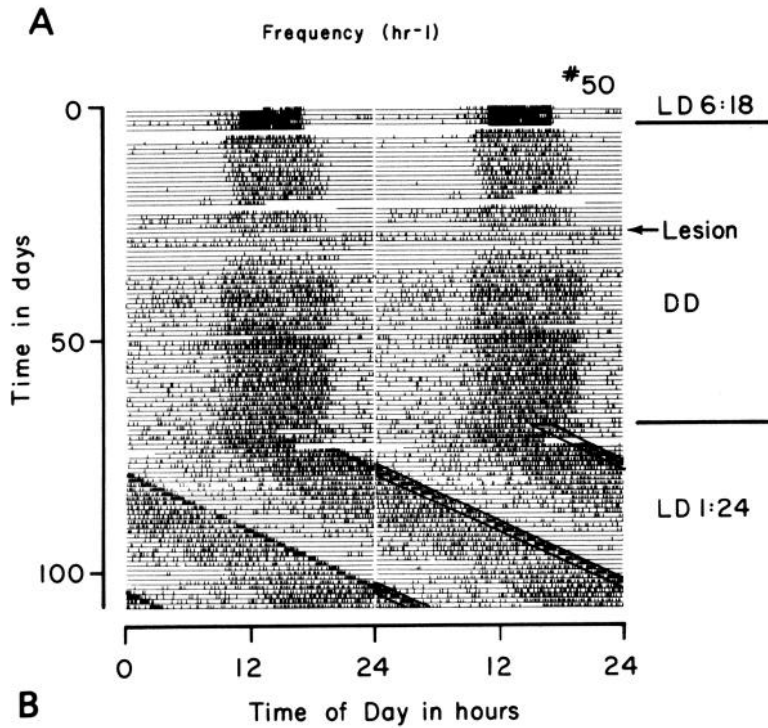 A
Frequency (hr-1)
#50
0
LD 6:18
Lesion
DD
50
Time in days
LD 1:24
100
0 12 24 12 24
B
Time of Day in hours